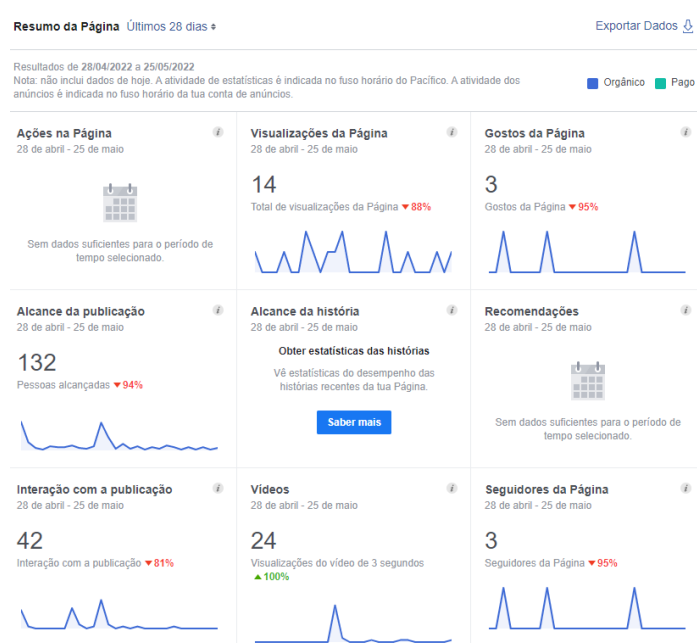 Resumo da Página Últimos 28 dias
Exportar Dados
Resultados de 28/04/2022 a 25/05/2022
Nota: não inclui dados de hoje. A atividade de estatísticas é indicada no fuso horário do Pacífico. A atividade dos
anúncios é indicada no fuso horário da tua conta de anúncios.
Orgânico Pago
Ações na Página
28 de abril - 25 de maio
Sem dados suficientes para o período de
tempo selecionado.
Visualizações da Página
28 de abril - 25 de maio
14
Total de visualizações da Página ▼88%
Gostos da Página
28 de abril - 25 de maio
3
Gostos da Página ▼95%
Alcance da publicação
28 de abril - 25 de maio
132
Pessoas alcançadas ▼94%
Alcance da história
28 de abril - 25 de maio
Obter estatísticas das histórias
Vê estatísticas do desempenho das
histórias recentes da tua Página.
Saber mais
Recomendações
28 de abril - 25 de maio
Sem dados suficientes para o período de
tempo selecionado.
Interação com a publicação
28 de abril - 25 de maio
42
Interação com a publicação ▼81%
Vídeos
28 de abril - 25 de maio
24
Visualizações do vídeo de 3 segundos
▲100%
Seguidores da Página
28 de abril - 25 de maio
3
Seguidores da Página ▼95%